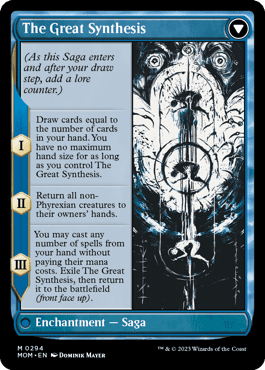 The Great Synthesis
(As this Saga enters
and after your draw
step, add a lore
counter.)
I
Draw cards equal to
the number of cards
in your hand. You
have no maximum
hand size for as long
as you control The
Great Synthesis.
II
Return all non-
Phyrexian creatures to
their owners' hands.
III
You may cast any
number of spells from
your hand without
paying their mana
costs. Exile The Great
Synthesis, then return
it to the battlefield
(front face up).
Enchantment — Saga
M 0294
MOM • EN DOMINIK MAYER
™ & © 2023 Wizards of the Coast